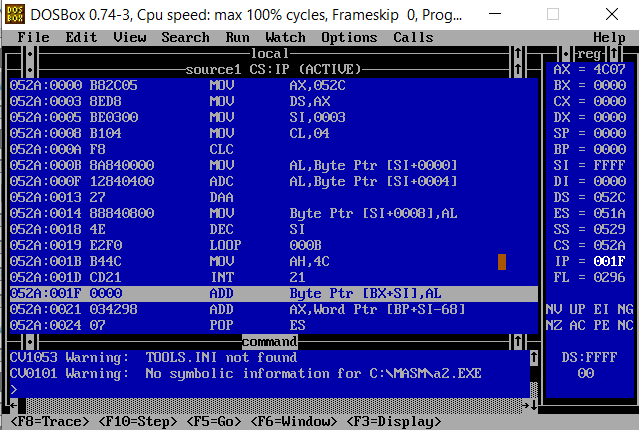 DOSBox 0.74-3, Cpu speed: max 100% cycles, Frameskip 0, Prog...
File Edit View Search Run Watch Options Calls Help
local
source1 CS:IP (ACTIVE)
052A:0000 B82C05 MOV AX,052C
052A:0003 8ED8 MOV DS,AX
052A:0005 BE0300 MOV SI,0003
052A:0008 B104 MOV CL,04
052A:000A F8 CLC
052A:000B 8A840000 MOV AL,Byte Ptr [SI+0000]
052A:000F 12840400 ADC AL,Byte Ptr [SI+0004]
052A:0013 27 DAA
052A:0014 88840800 MOV Byte Ptr [SI+0008],AL
052A:0018 4E DEC SI
052A:0019 E2F0 LOOP 000B
052A:001B B44C MOV AH,4C
052A:001D CD21 INT 21
052A:001F 0000 ADD Byte Ptr [BX+SI],AL
052A:0021 034298 ADD AX,Word Ptr [BP+SI-68]
052A:0024 07 POP ES
reg
AX = 4C07
BX = 0000
CX = 0000
DX = 0000
SP = 0000
BP = 0000
SI = FFFF
DI = 0000
DS = 052C
ES = 051A
SS = 0529
CS = 052A
IP = 001F
FL = 0296
NV UP EI NG
NZ AC PE NC
DS:FFFF
00
command
CV1053 Warning: TOOLS.INI not found
CV0101 Warning: No symbolic information for C:\MASM\a2.EXE
>
<F8=Trace> <F10=Step> <F5=Go> <F6=Window> <F3=Display>